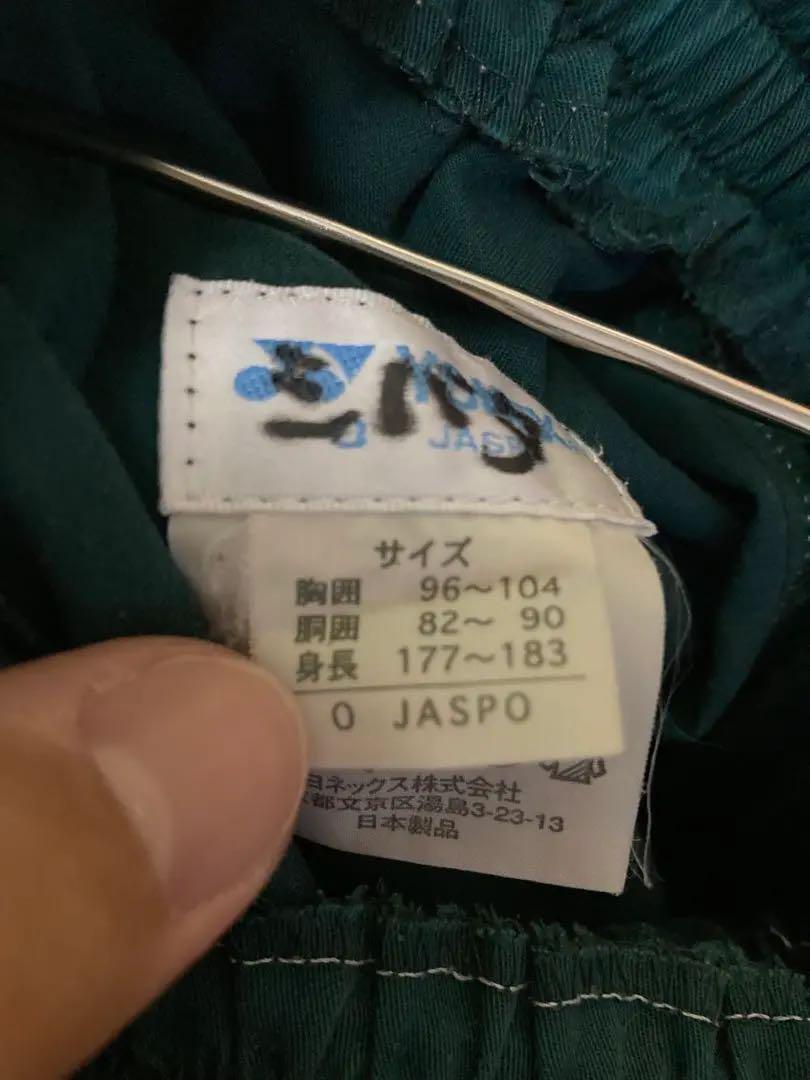 O JASPO
サイズ
胸囲 96～104
胴囲 82～ 90
身長 177～183
O JASPO
ヨネックス株式会社
都文京区湯島3-23-13
日本製品